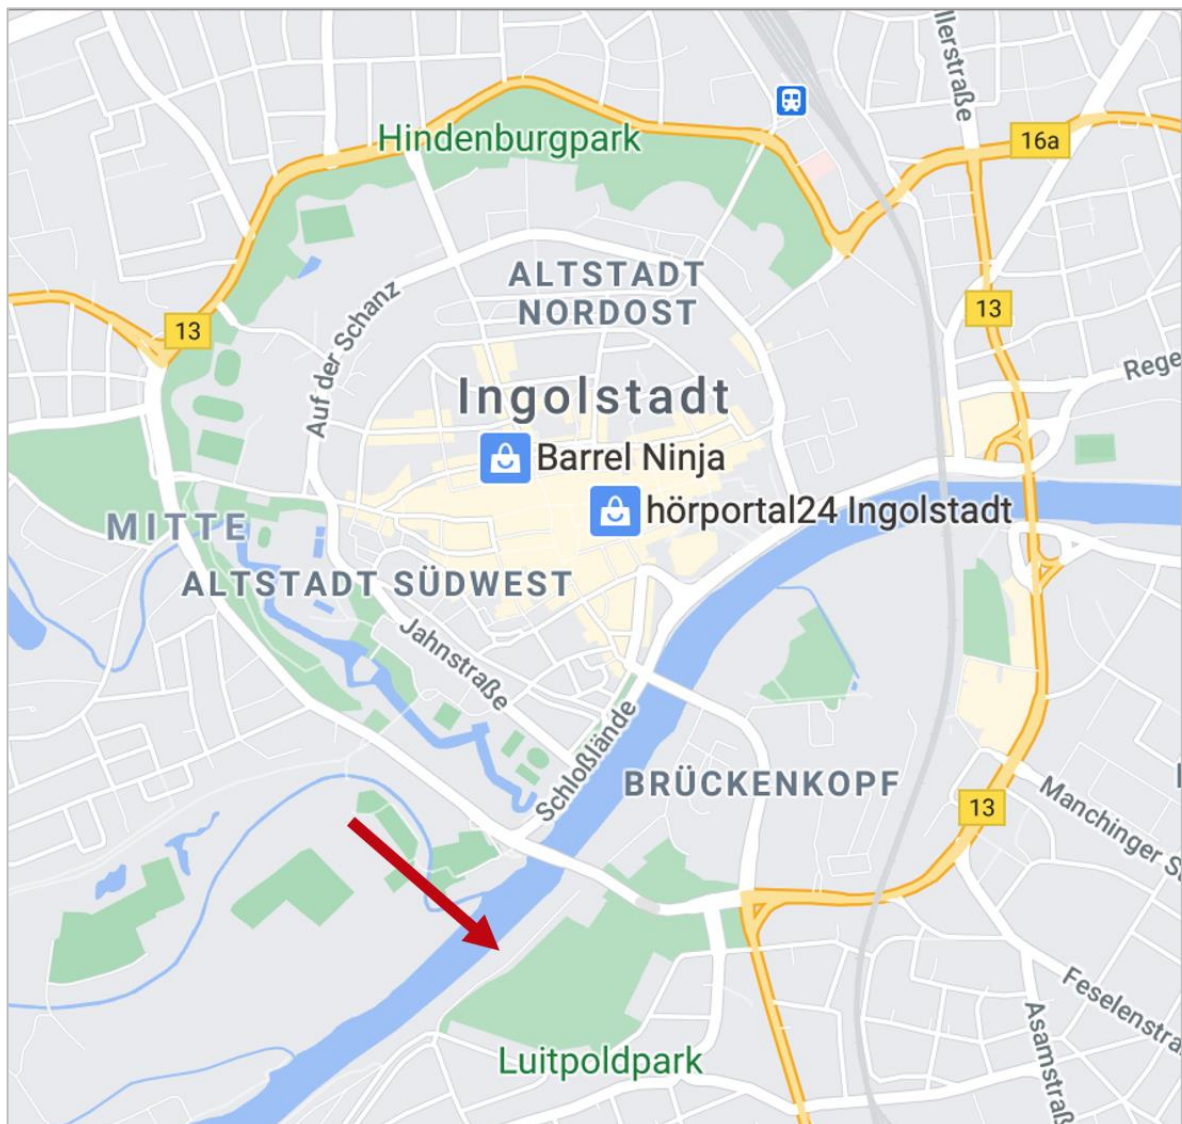 llerstraße
Hindenburgpark
16a
ALTSTADT
NORDOST
13
13
Auf der Schanz
Rege
Ingolstadt
Barrel Ninja
hörportal24 Ingolstadt
MITTE
ALTSTADT SÜDWEST
Jahnstraße
Schloßlände
BRÜCKENKOPF
13
Manchinger S
Feselenstra
Asamstraß
Luitpoldpark